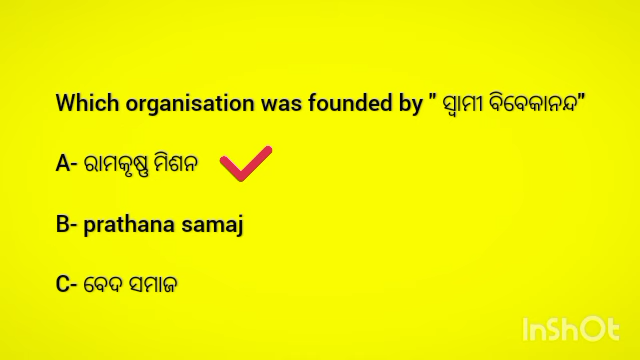 Which organisation was founded by " ସ୍ଵାମୀ ବିବେକାନନ୍ଦ"
A- ରାମକୃଷ୍ଣ ମିଶନ
B- prathana samaj
C- ବେଦ ସମାଜ
InShOt